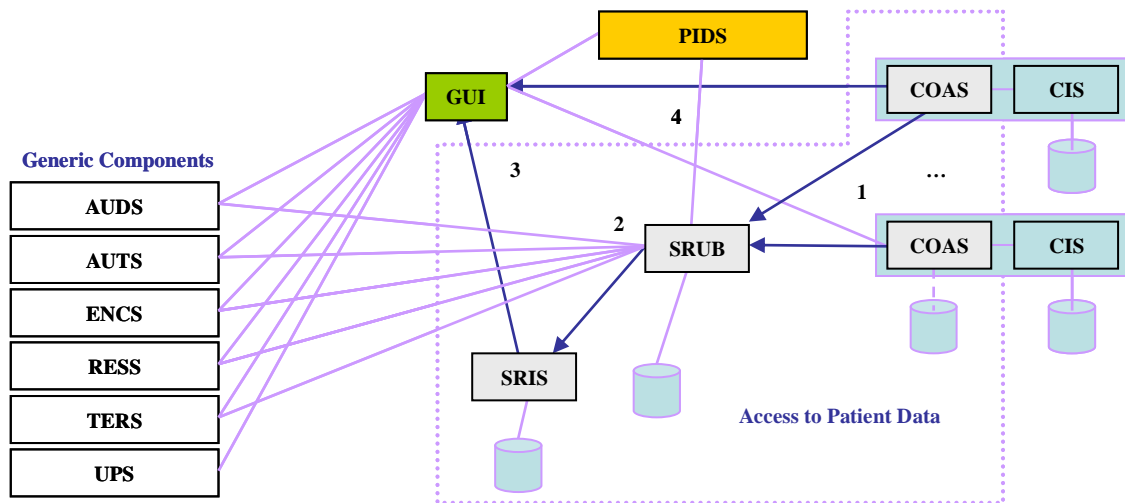 PIDS
COAS
CIS
GUI
4
Generic Components
3
1
...
AUDS
2
AUTS
SRUB
COAS
CIS
ENCS
RESS
SRIS
TERS
Access to Patient Data
UPS